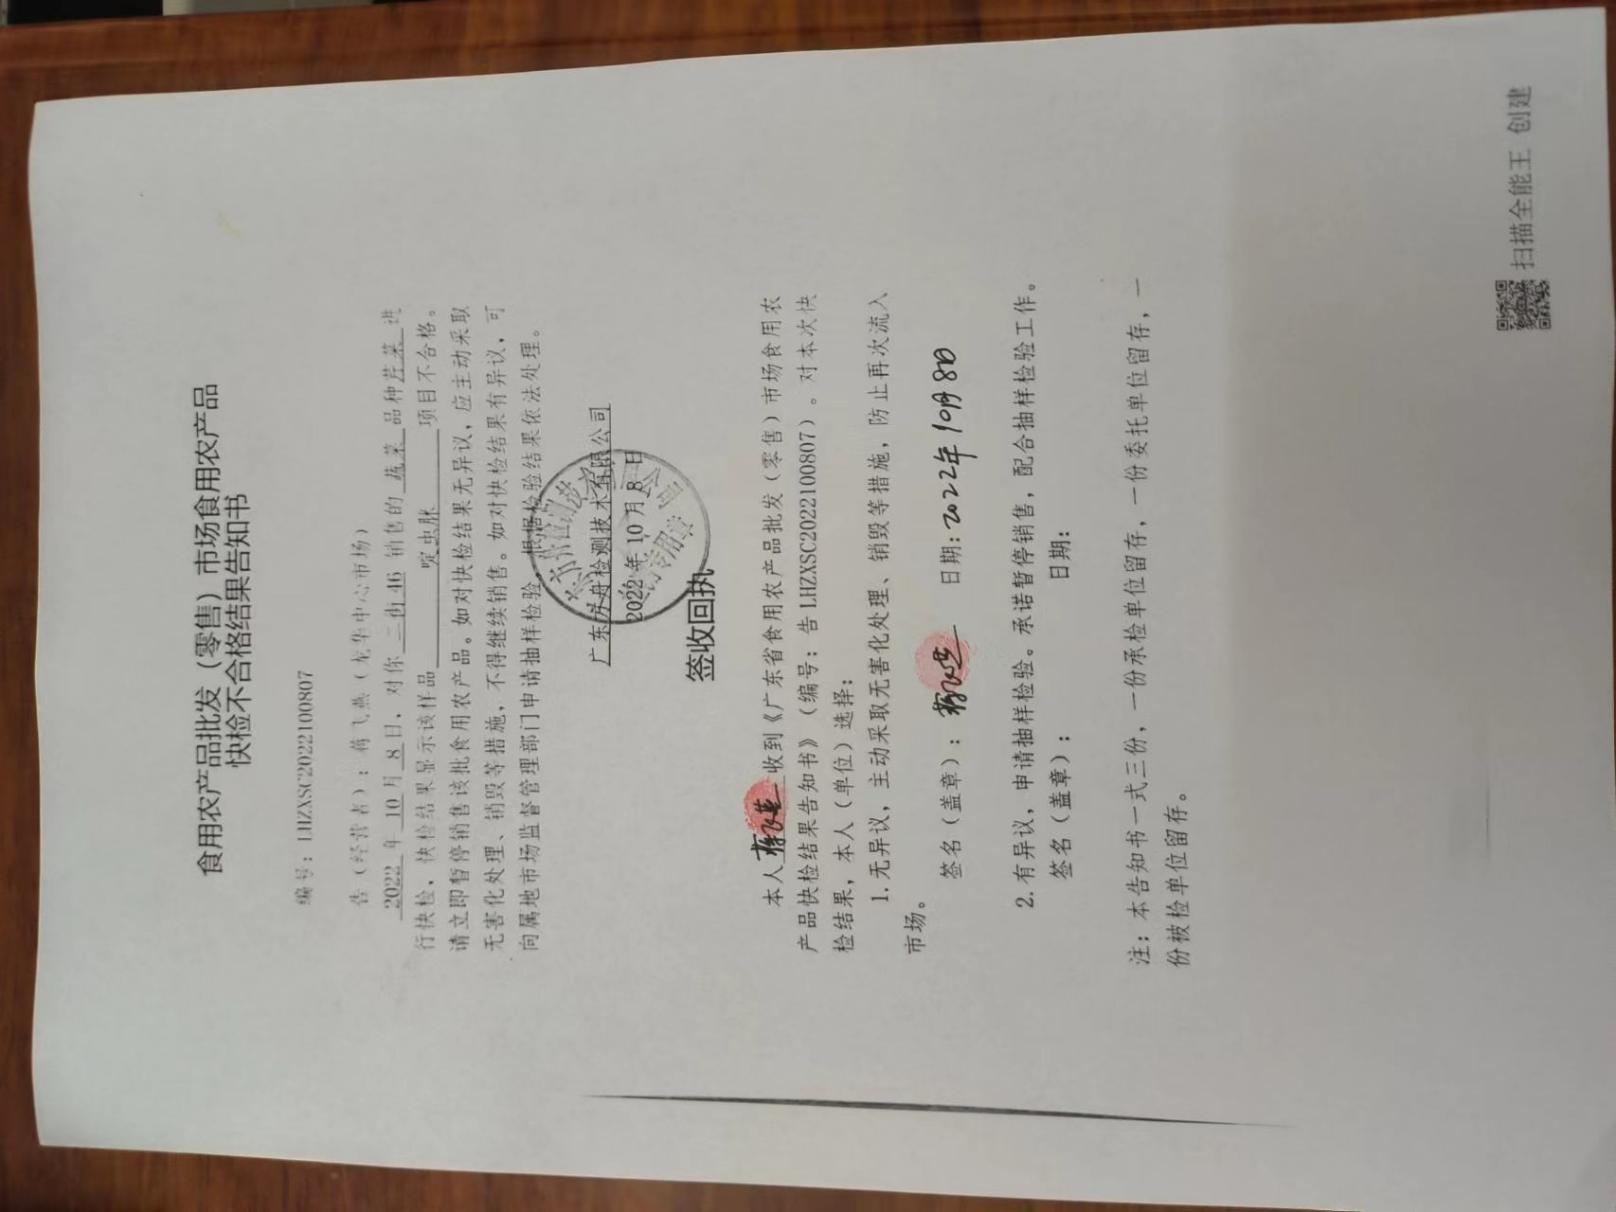 食用农产品批发（零售）市场食用农产品
快检不合格结果告知书
编号：LHZXSC2022100807
告（经营者）：蒋飞燕（龙华中心市场）
2022 年 10 月 8 日，对你 二街 46 销售的 蔬菜 品种 芹菜 进
行快检，快检结果显示该样品 啶虫脒 项目不合格。
请立即暂停销售该批食用农产品。如对快检结果无异议，应主动采取
无害化处理、销毁等措施，不得继续销售。如对快检结果有异议，可
向属地市场监督管理部门申请抽样检验，根据检验结果依法处理。
广东 检测技术有限公司
2022 年 10 月 8 日
签收回执
本人 收到《广东省食用农产品批发（零售）市场食用农
产品快检结果告知书》（编号：告 LHZXSC2022100807）。对本次快
检结果，本人（单位）选择：
1.无异议，主动采取无害化处理、销毁等措施，防止再次流入
市场。
签名（盖章）： 日期：2022年10月8日
2.有异议，申请抽样检验。承诺暂停销售，配合抽样检验工作。
签名（盖章）： 日期：
注：本告知书一式三份，一份承检单位留存，一份委托单位留存，一
份被检单位留存。
扫描全能王 创建